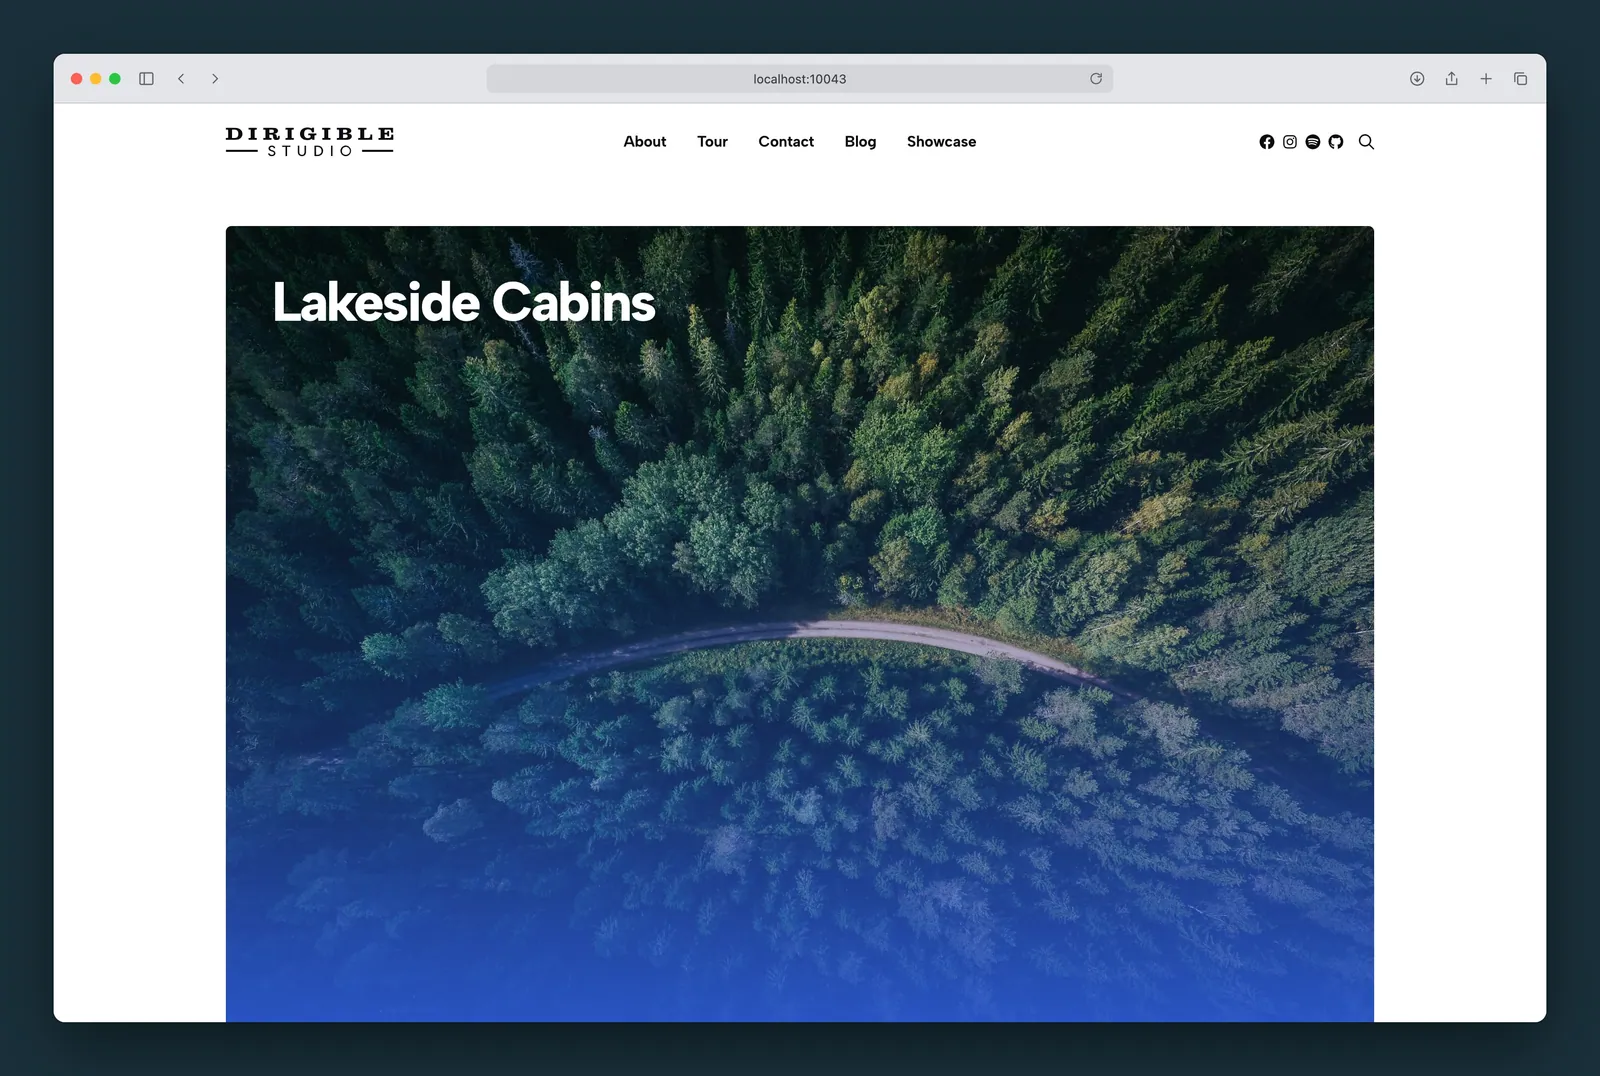 localhost:10043
DIRIGIBLE
STUDIO
About Tour Contact Blog Showcase
Lakeside Cabins